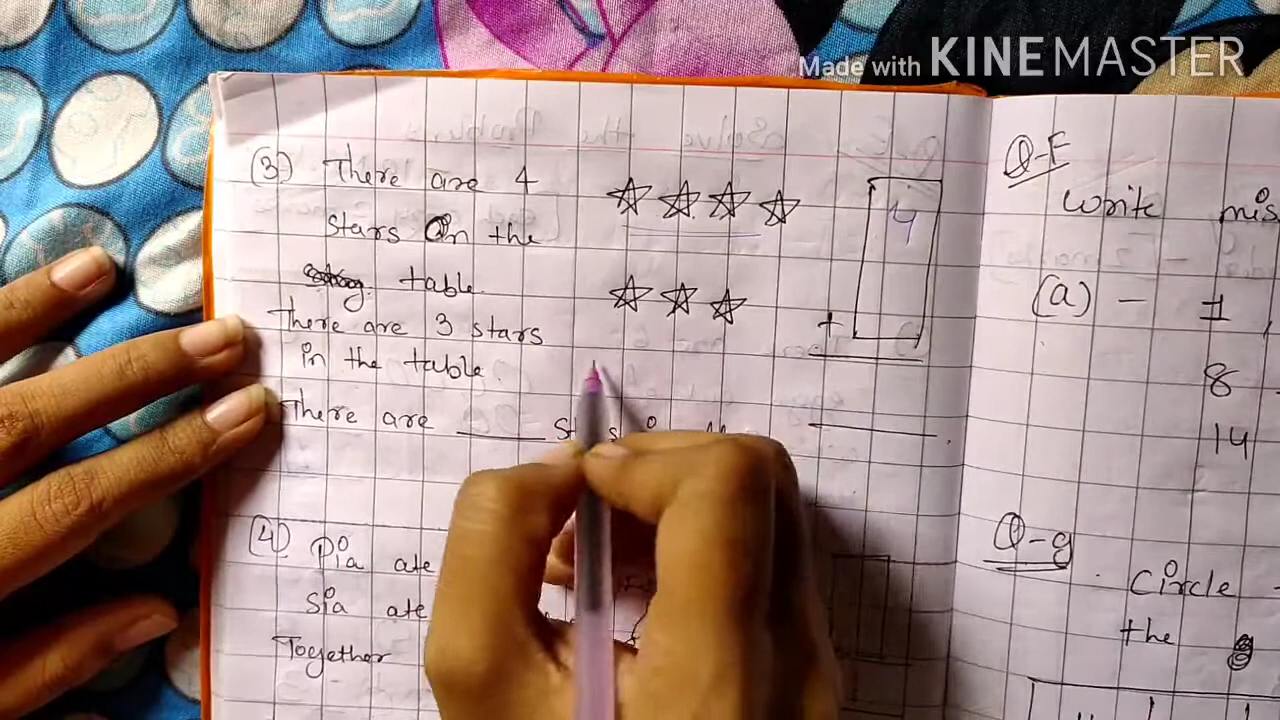 Made with KINEMASTER
(3) There are 4
stars on the
table.
There are 3 stars
in the table.
There are ____
4
+
(4) Pia ate
Sia ate
Together
Q-F
Write
(a) - 1
8
14
Q-g
Circle
the